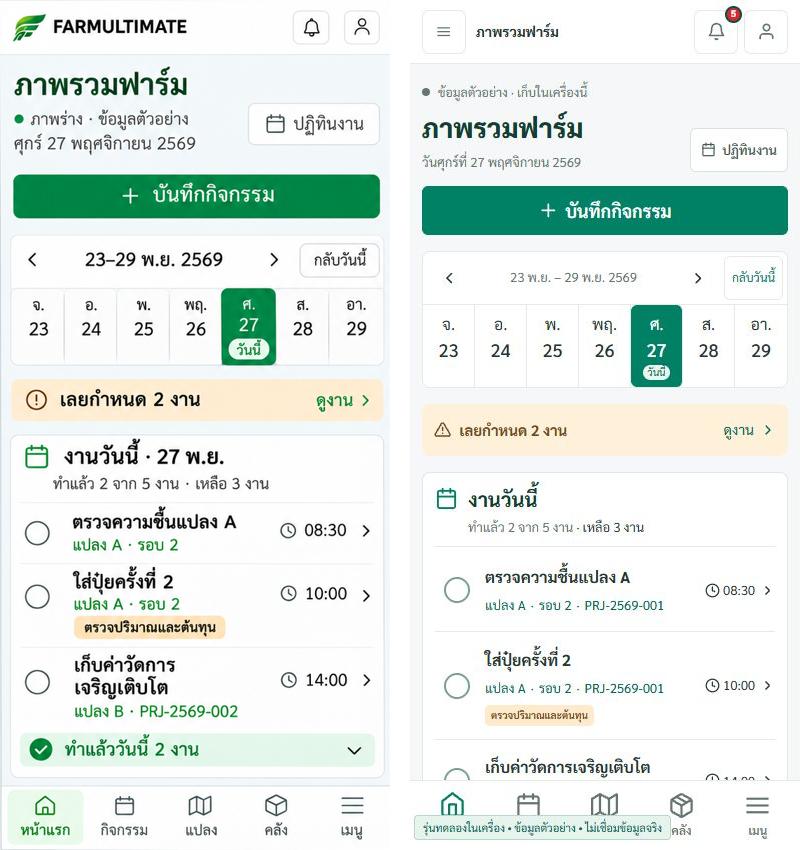 FARMULTIMATE
ภาพรวมฟาร์ม
ภาพร่าง · ข้อมูลตัวอย่าง
ศุกร์ 27 พฤศจิกายน 2569
ปฏิทินงาน
+ บันทึกกิจกรรม
23–29 พ.ย. 2569
กลับวันนี้
จ. อ. พ. พฤ. ศ. ส. อา.
23 24 25 26 27 28 29
วันนี้
เลยกำหนด 2 งาน
ดูงาน
งานวันนี้ · 27 พ.ย.
ทำแล้ว 2 จาก 5 งาน · เหลือ 3 งาน
ตรวจความชื้นแปลง A
08:30
แปลง A · รอบ 2
ใส่ปุ๋ยครั้งที่ 2
10:00
แปลง A · รอบ 2
ตรวจปริมาณและต้นทุน
เก็บค่าวัดการ
เจริญเติบโต
14:00
แปลง B · PRJ-2569-002
ทำแล้ววันนี้ 2 งาน
หน้าแรก กิจกรรม แปลง คลัง เมนู
ภาพรวมฟาร์ม
5
ข้อมูลตัวอย่าง · เก็บในเครื่องนี้
ภาพรวมฟาร์ม
วันศุกร์ที่ 27 พฤศจิกายน 2569
ปฏิทินงาน
+ บันทึกกิจกรรม
23 พ.ย. – 29 พ.ย. 2569
กลับวันนี้
จ. อ. พ. พฤ. ศ. ส. อา.
23 24 25 26 27 28 29
วันนี้
เลยกำหนด 2 งาน
ดูงาน
งานวันนี้
ทำแล้ว 2 จาก 5 งาน · เหลือ 3 งาน
ตรวจความชื้นแปลง A
08:30
แปลง A · รอบ 2 · PRJ-2569-001
ใส่ปุ๋ยครั้งที่ 2
10:00
แปลง A · รอบ 2 · PRJ-2569-001
ตรวจปริมาณและต้นทุน
เก็บค่าวัดการเจริญเติบโต
รุ่นทดลองในเครื่อง • ข้อมูลตัวอย่าง • ไม่เชื่อมข้อมูลจริง
คลัง เมนู